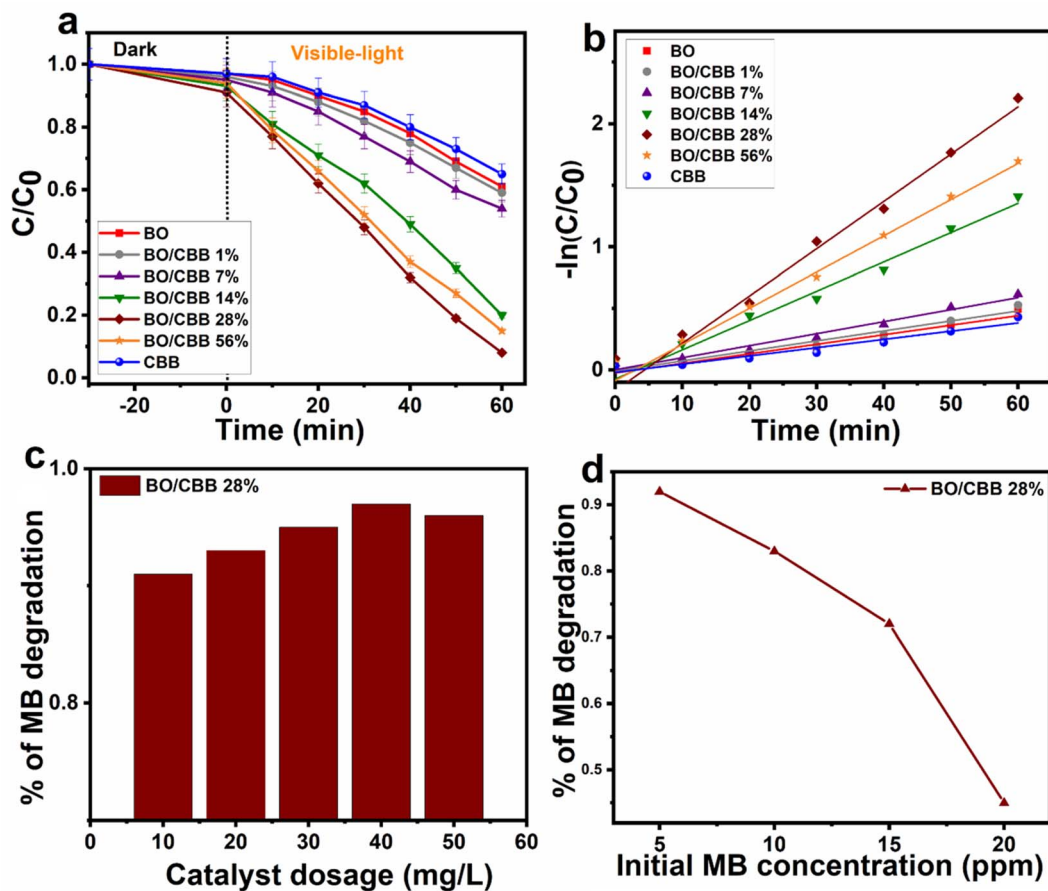 a
Dark
Visible-light
1.0
0.8
0.6
0.4
0.2
0.0
C/C0
BO
BO/CBB 1%
BO/CBB 7%
BO/CBB 14%
BO/CBB 28%
BO/CBB 56%
CBB
-20
0
20
40
60
Time (min)
b
BO
BO/CBB 1%
BO/CBB 7%
BO/CBB 14%
BO/CBB 28%
BO/CBB 56%
CBB
2
1
0
-ln(C/C0)
0
10
20
30
40
50
60
Time (min)
c
1.0
0.8
% of MB degradation
BO/CBB 28%
0
10
20
30
40
50
60
Catalyst dosage (mg/L)
d
0.9
0.7
0.5
% of MB degradation
BO/CBB 28%
5
10
15
20
Initial MB concentration (ppm)